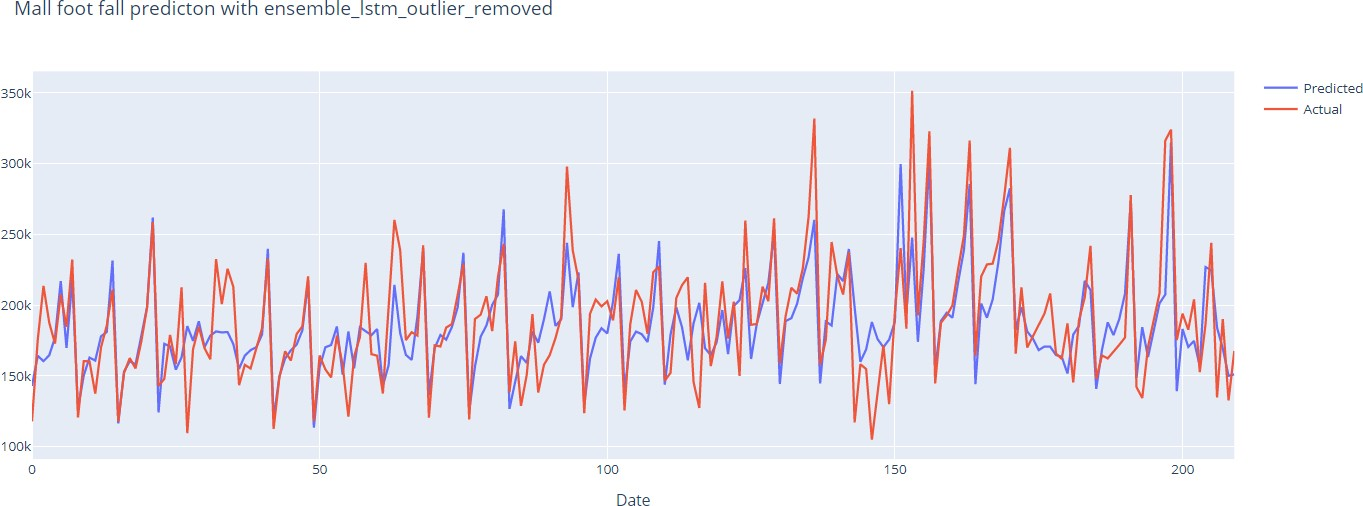 Mall foot fall predicton with ensemble_lstm_outlier_removed
350k
300k
250k
200k
150k
100k
0
50
100
150
200
Date
Predicted
Actual